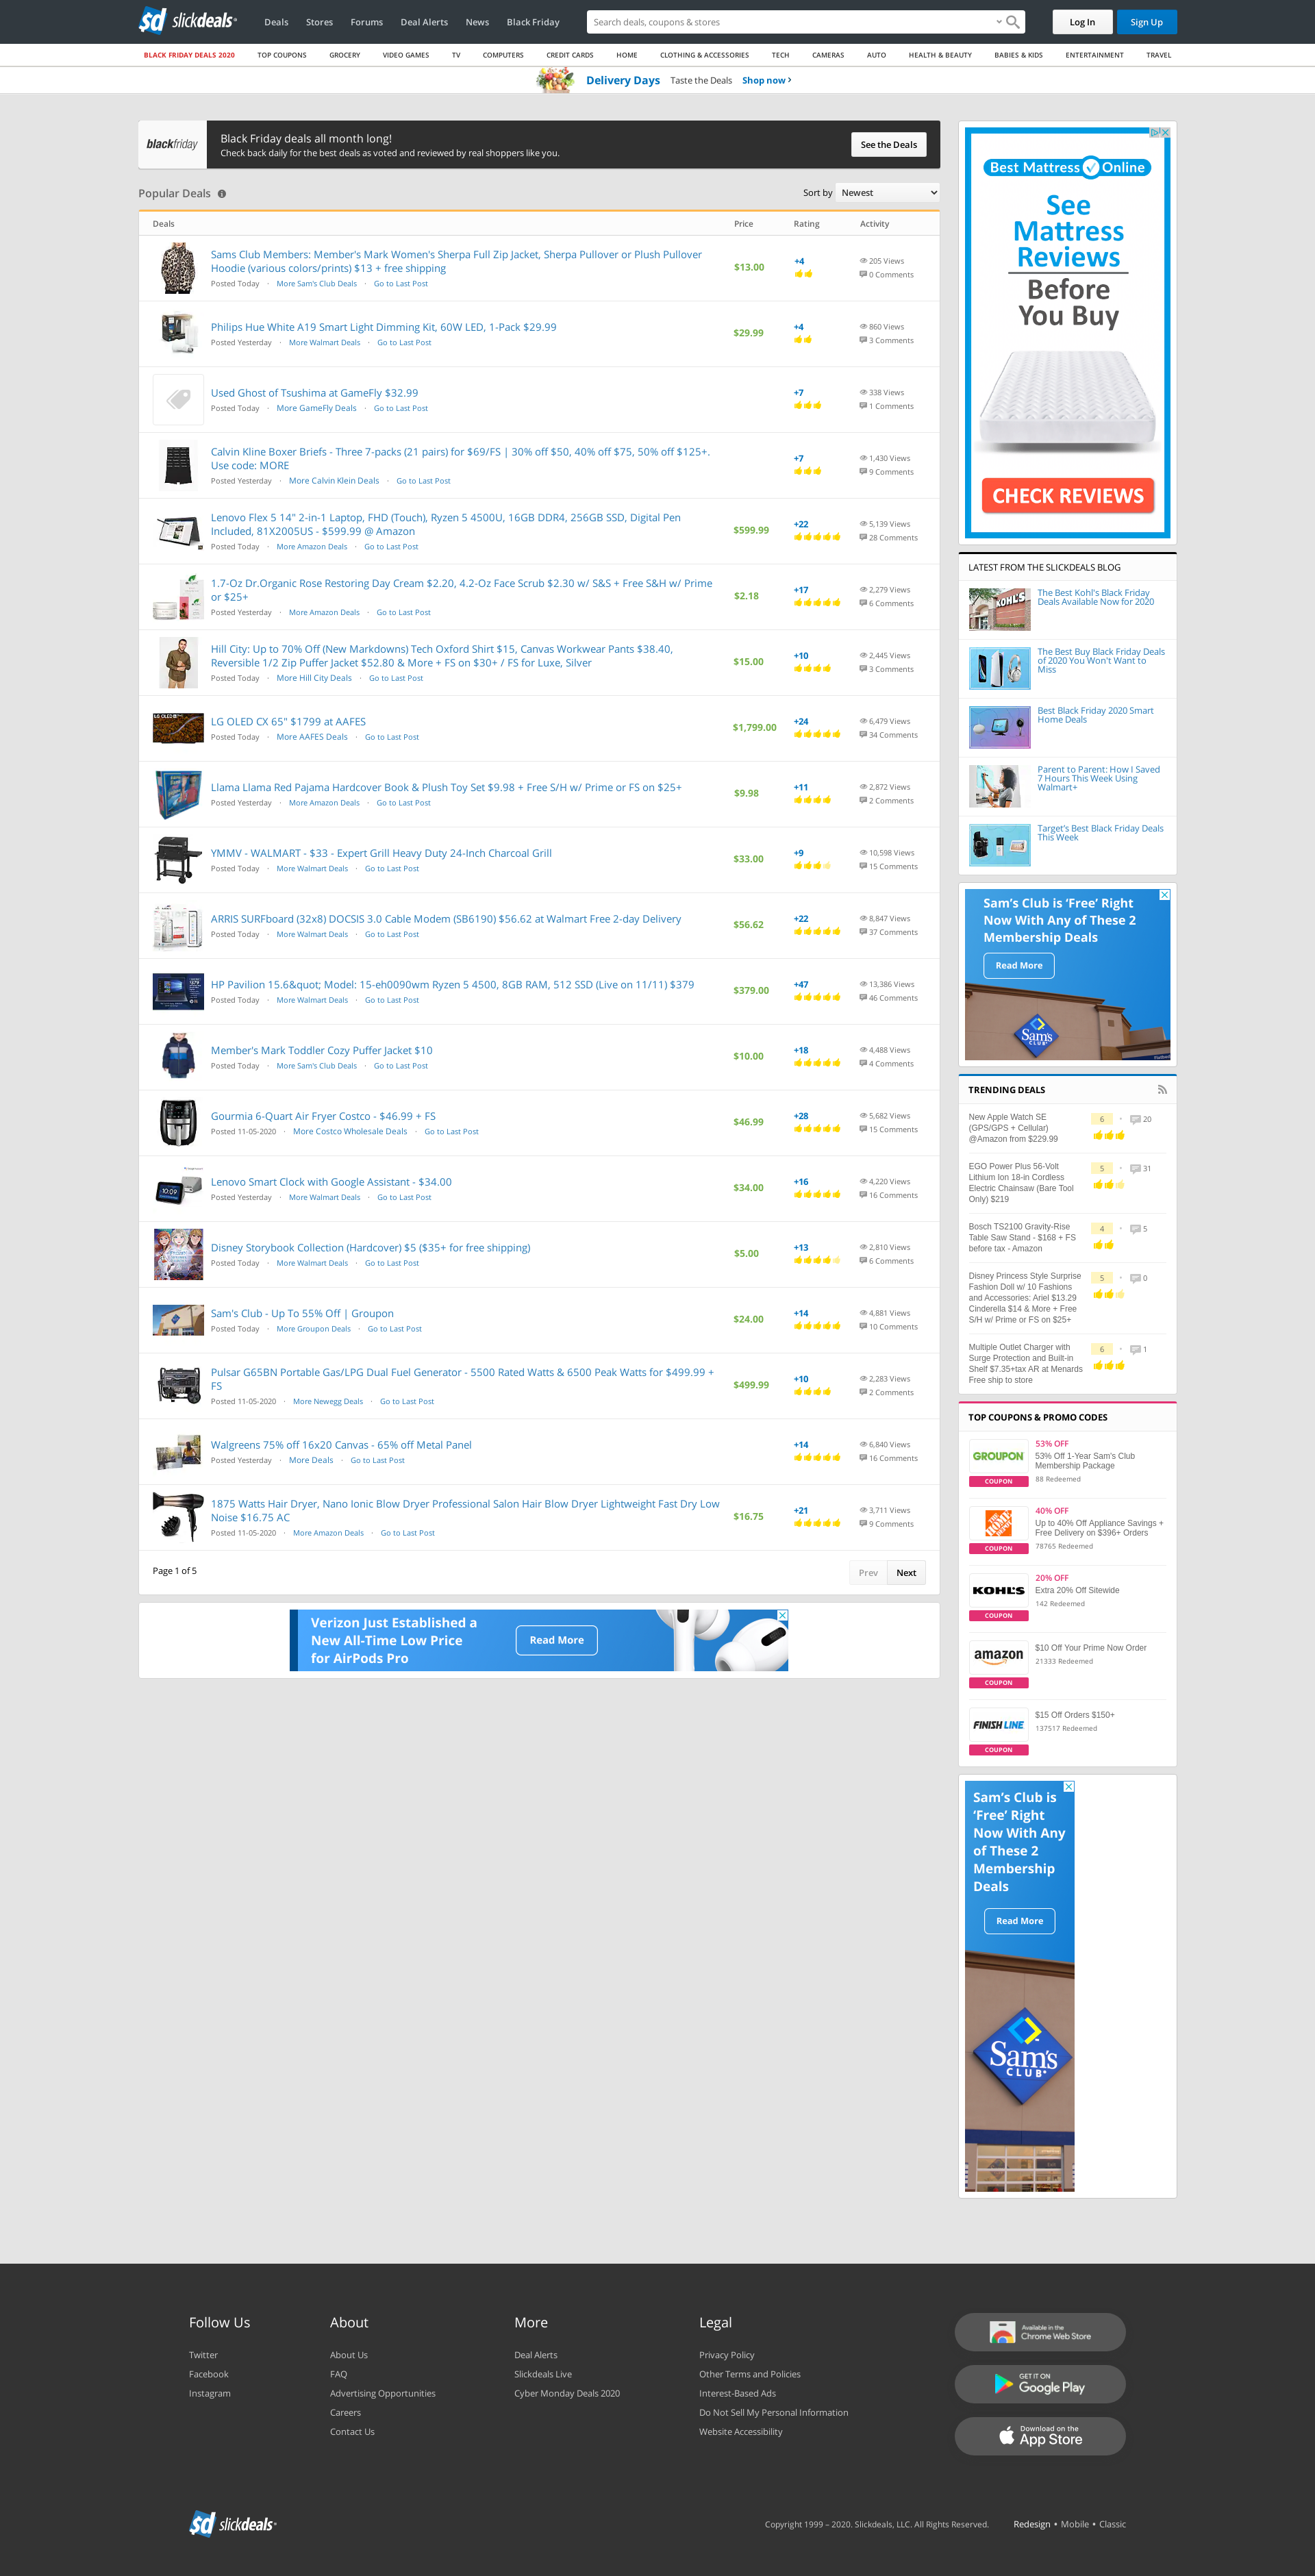 slickdeals
Deals
Stores
Forums
Deal Alerts
News
Black Friday
Search deals, coupons & stores
Log In
Sign Up
BLACK FRIDAY DEALS 2020
TOP COUPONS
GROCERY
VIDEO GAMES
TV
COMPUTERS
CREDIT CARDS
HOME
CLOTHING & ACCESSORIES
TECH
CAMERAS
AUTO
HEALTH & BEAUTY
BABIES & KIDS
ENTERTAINMENT
TRAVEL
Delivery Days Taste the Deals Shop now ›
blackfriday
Black Friday deals all month long!
Check back daily for the best deals as voted and reviewed by real shoppers like you.
See the Deals
Popular Deals
Sort by Newest
Deals Price Rating Activity
Sams Club Members: Member's Mark Women's Sherpa Full Zip Jacket, Sherpa Pullover or Plush Pullover
Hoodie (various colors/prints) $13 + free shipping
Posted Today · More Sam's Club Deals · Go to Last Post
$13.00
+4
205 Views
0 Comments
Philips Hue White A19 Smart Light Dimming Kit, 60W LED, 1-Pack $29.99
Posted Yesterday · More Walmart Deals · Go to Last Post
$29.99
+4
860 Views
3 Comments
Used Ghost of Tsushima at GameFly $32.99
Posted Today · More GameFly Deals · Go to Last Post
+7
338 Views
1 Comments
Calvin Kline Boxer Briefs - Three 7-packs (21 pairs) for $69/FS | 30% off $50, 40% off $75, 50% off $125+.
Use code: MORE
Posted Yesterday · More Calvin Klein Deals · Go to Last Post
+7
1,430 Views
9 Comments
Lenovo Flex 5 14" 2-in-1 Laptop, FHD (Touch), Ryzen 5 4500U, 16GB DDR4, 256GB SSD, Digital Pen
Included, 81X2005US - $599.99 @ Amazon
Posted Today · More Amazon Deals · Go to Last Post
$599.99
+22
5,139 Views
28 Comments
1.7-Oz Dr.Organic Rose Restoring Day Cream $2.20, 4.2-Oz Face Scrub $2.30 w/ S&S + Free S&H w/ Prime
or $25+
Posted Yesterday · More Amazon Deals · Go to Last Post
$2.18
+17
2,279 Views
6 Comments
Hill City: Up to 70% Off (New Markdowns) Tech Oxford Shirt $15, Canvas Workwear Pants $38.40,
Reversible 1/2 Zip Puffer Jacket $52.80 & More + FS on $30+ / FS for Luxe, Silver
Posted Today · More Hill City Deals · Go to Last Post
$15.00
+10
2,445 Views
3 Comments
LG OLED CX 65" $1799 at AAFES
Posted Today · More AAFES Deals · Go to Last Post
$1,799.00
+24
6,479 Views
34 Comments
Llama Llama Red Pajama Hardcover Book & Plush Toy Set $9.98 + Free S/H w/ Prime or FS on $25+
Posted Yesterday · More Amazon Deals · Go to Last Post
$9.98
+11
2,872 Views
2 Comments
YMMV - WALMART - $33 - Expert Grill Heavy Duty 24-Inch Charcoal Grill
Posted Today · More Walmart Deals · Go to Last Post
$33.00
+9
10,598 Views
15 Comments
ARRIS SURFboard (32x8) DOCSIS 3.0 Cable Modem (SB6190) $56.62 at Walmart Free 2-day Delivery
Posted Today · More Walmart Deals · Go to Last Post
$56.62
+22
8,847 Views
37 Comments
HP Pavilion 15.6&quot; Model: 15-eh0090wm Ryzen 5 4500, 8GB RAM, 512 SSD (Live on 11/11) $379
Posted Today · More Walmart Deals · Go to Last Post
$379.00
+47
13,386 Views
46 Comments
Member's Mark Toddler Cozy Puffer Jacket $10
Posted Today · More Sam's Club Deals · Go to Last Post
$10.00
+18
4,488 Views
4 Comments
Gourmia 6-Quart Air Fryer Costco - $46.99 + FS
Posted 11-05-2020 · More Costco Wholesale Deals · Go to Last Post
$46.99
+28
5,682 Views
15 Comments
Lenovo Smart Clock with Google Assistant - $34.00
Posted Yesterday · More Walmart Deals · Go to Last Post
$34.00
+16
4,220 Views
16 Comments
Disney Storybook Collection (Hardcover) $5 ($35+ for free shipping)
Posted Today · More Walmart Deals · Go to Last Post
$5.00
+13
2,810 Views
6 Comments
Sam's Club - Up To 55% Off | Groupon
Posted Today · More Groupon Deals · Go to Last Post
$24.00
+14
4,881 Views
10 Comments
Pulsar G65BN Portable Gas/LPG Dual Fuel Generator - 5500 Rated Watts & 6500 Peak Watts for $499.99 +
FS
Posted 11-05-2020 · More Newegg Deals · Go to Last Post
$499.99
+10
2,283 Views
2 Comments
Walgreens 75% off 16x20 Canvas - 65% off Metal Panel
Posted Yesterday · More Deals · Go to Last Post
+14
6,840 Views
16 Comments
1875 Watts Hair Dryer, Nano Ionic Blow Dryer Professional Salon Hair Blow Dryer Lightweight Fast Dry Low
Noise $16.75 AC
Posted 11-05-2020 · More Amazon Deals · Go to Last Post
$16.75
+21
3,711 Views
9 Comments
Page 1 of 5
Prev
Next
Verizon Just Established a
New All-Time Low Price
for AirPods Pro
Read More
Best Mattress Online
See
Mattress
Reviews
Before
You Buy
CHECK REVIEWS
LATEST FROM THE SLICKDEALS BLOG
The Best Kohl's Black Friday
Deals Available Now for 2020
The Best Buy Black Friday Deals
of 2020 You Won't Want to
Miss
Best Black Friday 2020 Smart
Home Deals
Parent to Parent: How I Saved
7 Hours This Week Using
Walmart+
Target's Best Black Friday Deals
This Week
Sam's Club is 'Free' Right
Now With Any of These 2
Membership Deals
Read More
Sam's
CLUB
TRENDING DEALS
New Apple Watch SE
(GPS/GPS + Cellular)
@Amazon from $229.99
6 · 20
EGO Power Plus 56-Volt
Lithium Ion 18-in Cordless
Electric Chainsaw (Bare Tool
Only) $219
5 · 31
Bosch TS2100 Gravity-Rise
Table Saw Stand - $168 + FS
before tax - Amazon
4 · 5
Disney Princess Style Surprise
Fashion Doll w/ 10 Fashions
and Accessories: Ariel $13.29
Cinderella $14 & More + Free
S/H w/ Prime or FS on $25+
5 · 0
Multiple Outlet Charger with
Surge Protection and Built-in
Shelf $7.35+tax AR at Menards
Free ship to store
6 · 1
TOP COUPONS & PROMO CODES
GROUPON
COUPON
53% OFF
53% Off 1-Year Sam's Club
Membership Package
88 Redeemed
COUPON
40% OFF
Up to 40% Off Appliance Savings +
Free Delivery on $396+ Orders
78765 Redeemed
KOHL'S
COUPON
20% OFF
Extra 20% Off Sitewide
142 Redeemed
amazon
COUPON
$10 Off Your Prime Now Order
21333 Redeemed
FINISH LINE
COUPON
$15 Off Orders $150+
137517 Redeemed
Sam's Club is
'Free' Right
Now With Any
of These 2
Membership
Deals
Read More
Sam's
CLUB
Follow Us
Twitter
Facebook
Instagram
About
About Us
FAQ
Advertising Opportunities
Careers
Contact Us
More
Deal Alerts
Slickdeals Live
Cyber Monday Deals 2020
Legal
Privacy Policy
Other Terms and Policies
Interest-Based Ads
Do Not Sell My Personal Information
Website Accessibility
Available in the
Chrome Web Store
GET IT ON
Google Play
Download on the
App Store
slickdeals
Copyright 1999 – 2020. Slickdeals, LLC. All Rights Reserved.
Redesign • Mobile • Classic